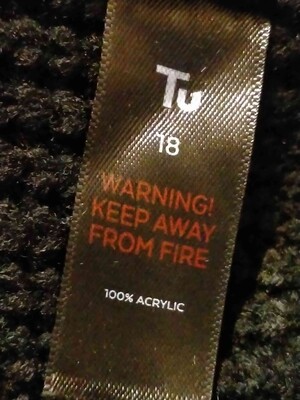 Tu
18
WARNING!
KEEP AWAY
FROM FIRE
100% ACRYLIC